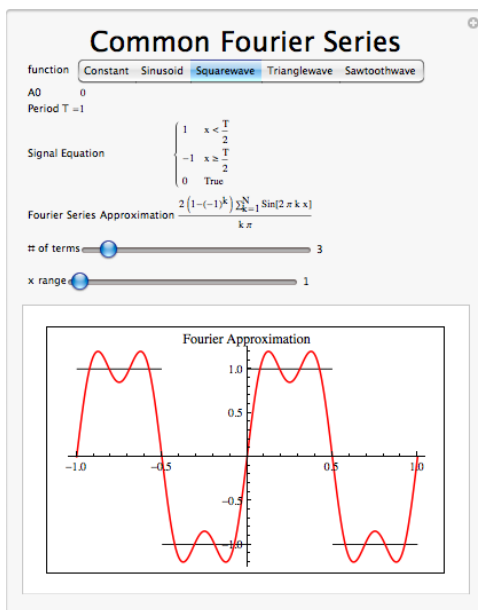 Common Fourier Series
function Constant Sinusoid Squarewave Trianglewave Sawtoothwave
A0 0
Period T =1
Signal Equation { 1 x < T/2
-1 x ≥ T/2
0 True
Fourier Series Approximation 2 (1-(-1)^k) ∑_{k=1}^N Sin[2 π k x] / k π
# of terms 3
x range 1
Fourier Approximation
1.0
0.5
-1.0 -0.5 0.5 1.0
-0.5
-1.0